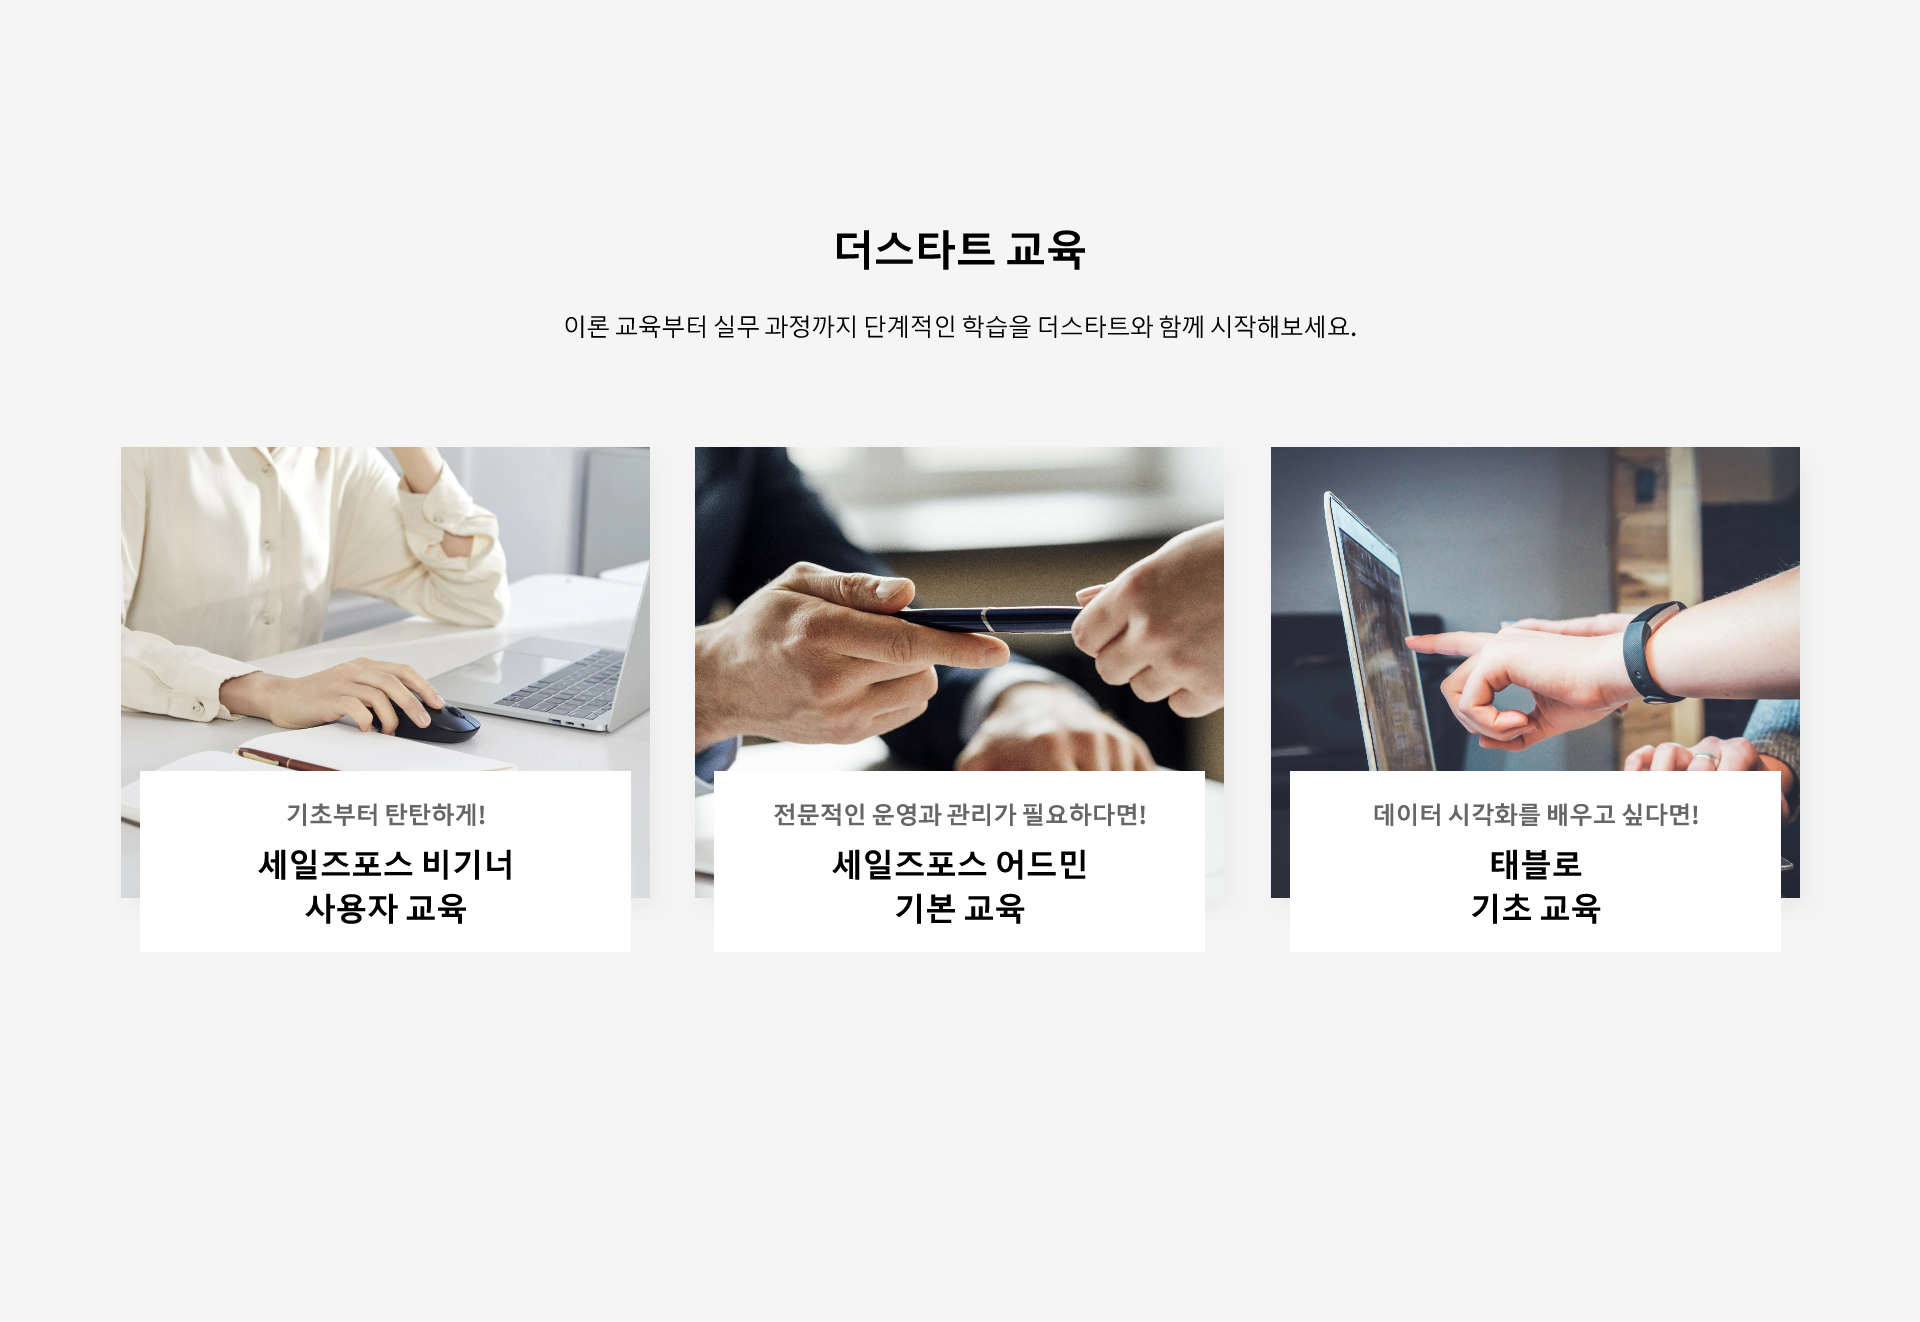 더스타트 교육
이론 교육부터 실무 과정까지 단계적인 학습을 더스타트와 함께 시작해보세요.
기초부터 탄탄하게!
세일즈포스 비기너
사용자 교육
전문적인 운영과 관리가 필요하다면!
세일즈포스 어드민
기본 교육
데이터 시각화를 배우고 싶다면!
태블로
기초 교육